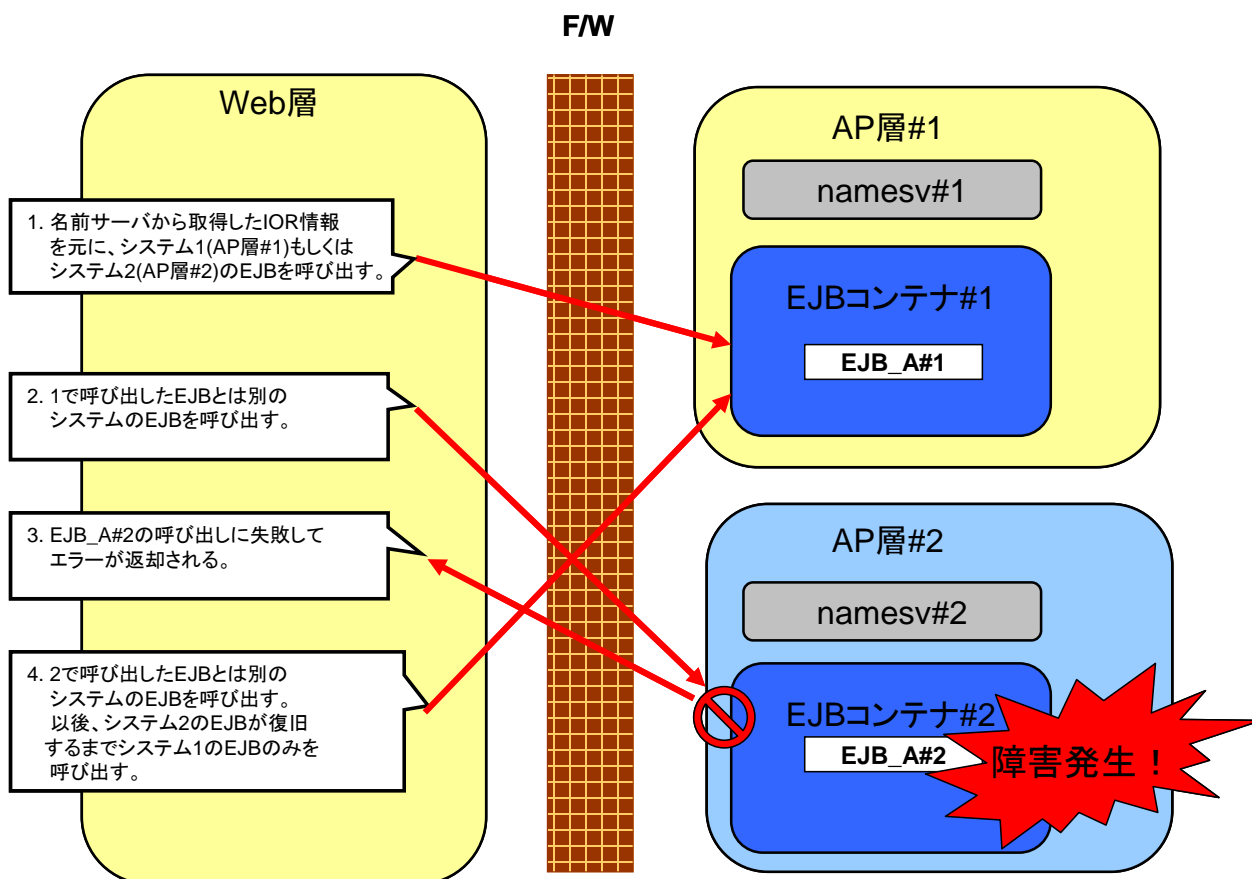 F/W
Web層
1. 名前サーバから取得したIOR情報
を元に、システム1(AP層#1)もしくは
システム2(AP層#2)のEJBを呼び出す。
2. 1で呼び出したEJBとは別の
システムのEJBを呼び出す。
3. EJB_A#2の呼び出しに失敗して
エラーが返却される。
4. 2で呼び出したEJBとは別の
システムのEJBを呼び出す。
以後、システム2のEJBが復旧
するまでシステム1のEJBのみを
呼び出す。
AP層#1
namesv#1
EJBコンテナ#1
EJB_A#1
AP層#2
namesv#2
EJBコンテナ#2
EJB_A#2
障害発生！